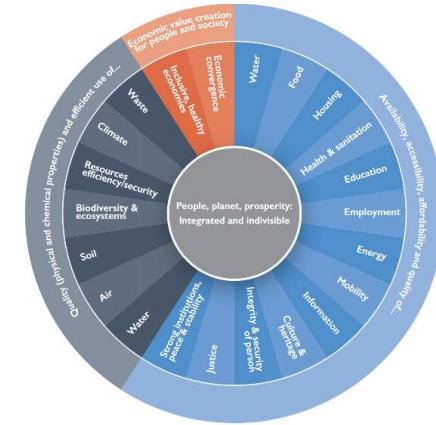 Economic value creation
for people and society
Availability, accessibility, affordability and quality of...
Quality (physical and chemical properties) and efficient use of...
Water
Food
Housing
Health & sanitation
Education
Employment
Energy
Mobility
Information
Culture &
heritage
Integrity & security
of person
Justice
Strong institutions,
peace & stability
Water
Air
Soil
Biodiversity &
ecosystems
Resources
efficiency/security
Climate
Waste
Inclusive, healthy
economies
Economic
convergence
People, planet, prosperity:
Integrated and indivisible